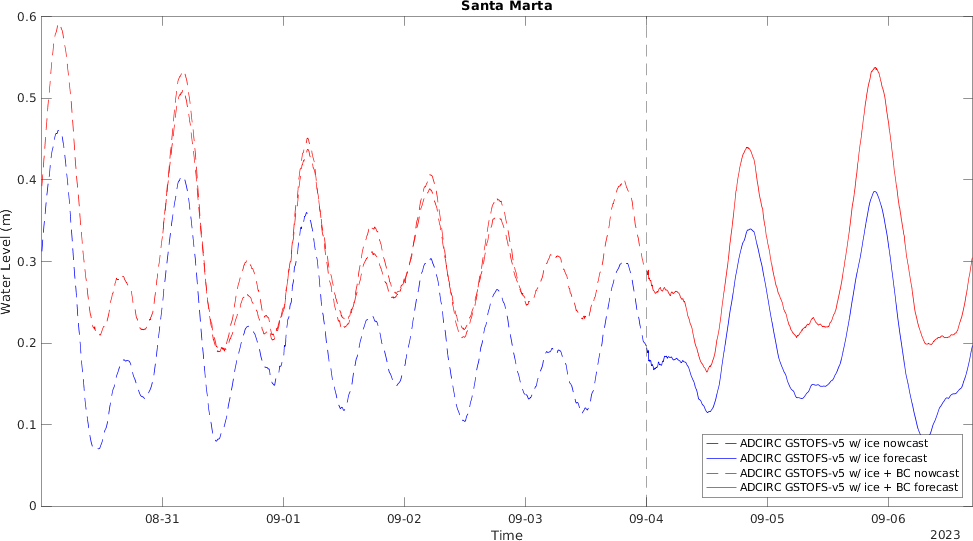 Santa Marta
0.6
0.5
0.4
0.3
0.2
0.1
0
Water Level (m)
ADCIRC GSTOFS-v5 w/ ice nowcast
ADCIRC GSTOFS-v5 w/ ice forecast
ADCIRC GSTOFS-v5 w/ ice + BC nowcast
ADCIRC GSTOFS-v5 w/ ice + BC forecast
08-31 09-01 09-02 09-03 09-04 09-05 09-06
Time
2023